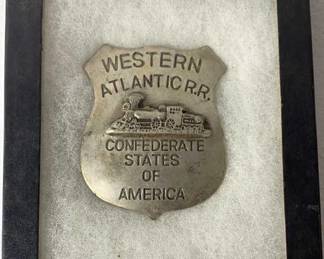 WESTERN
ATLANTIC R.R.
CONFEDERATE
STATES
OF
AMERICA